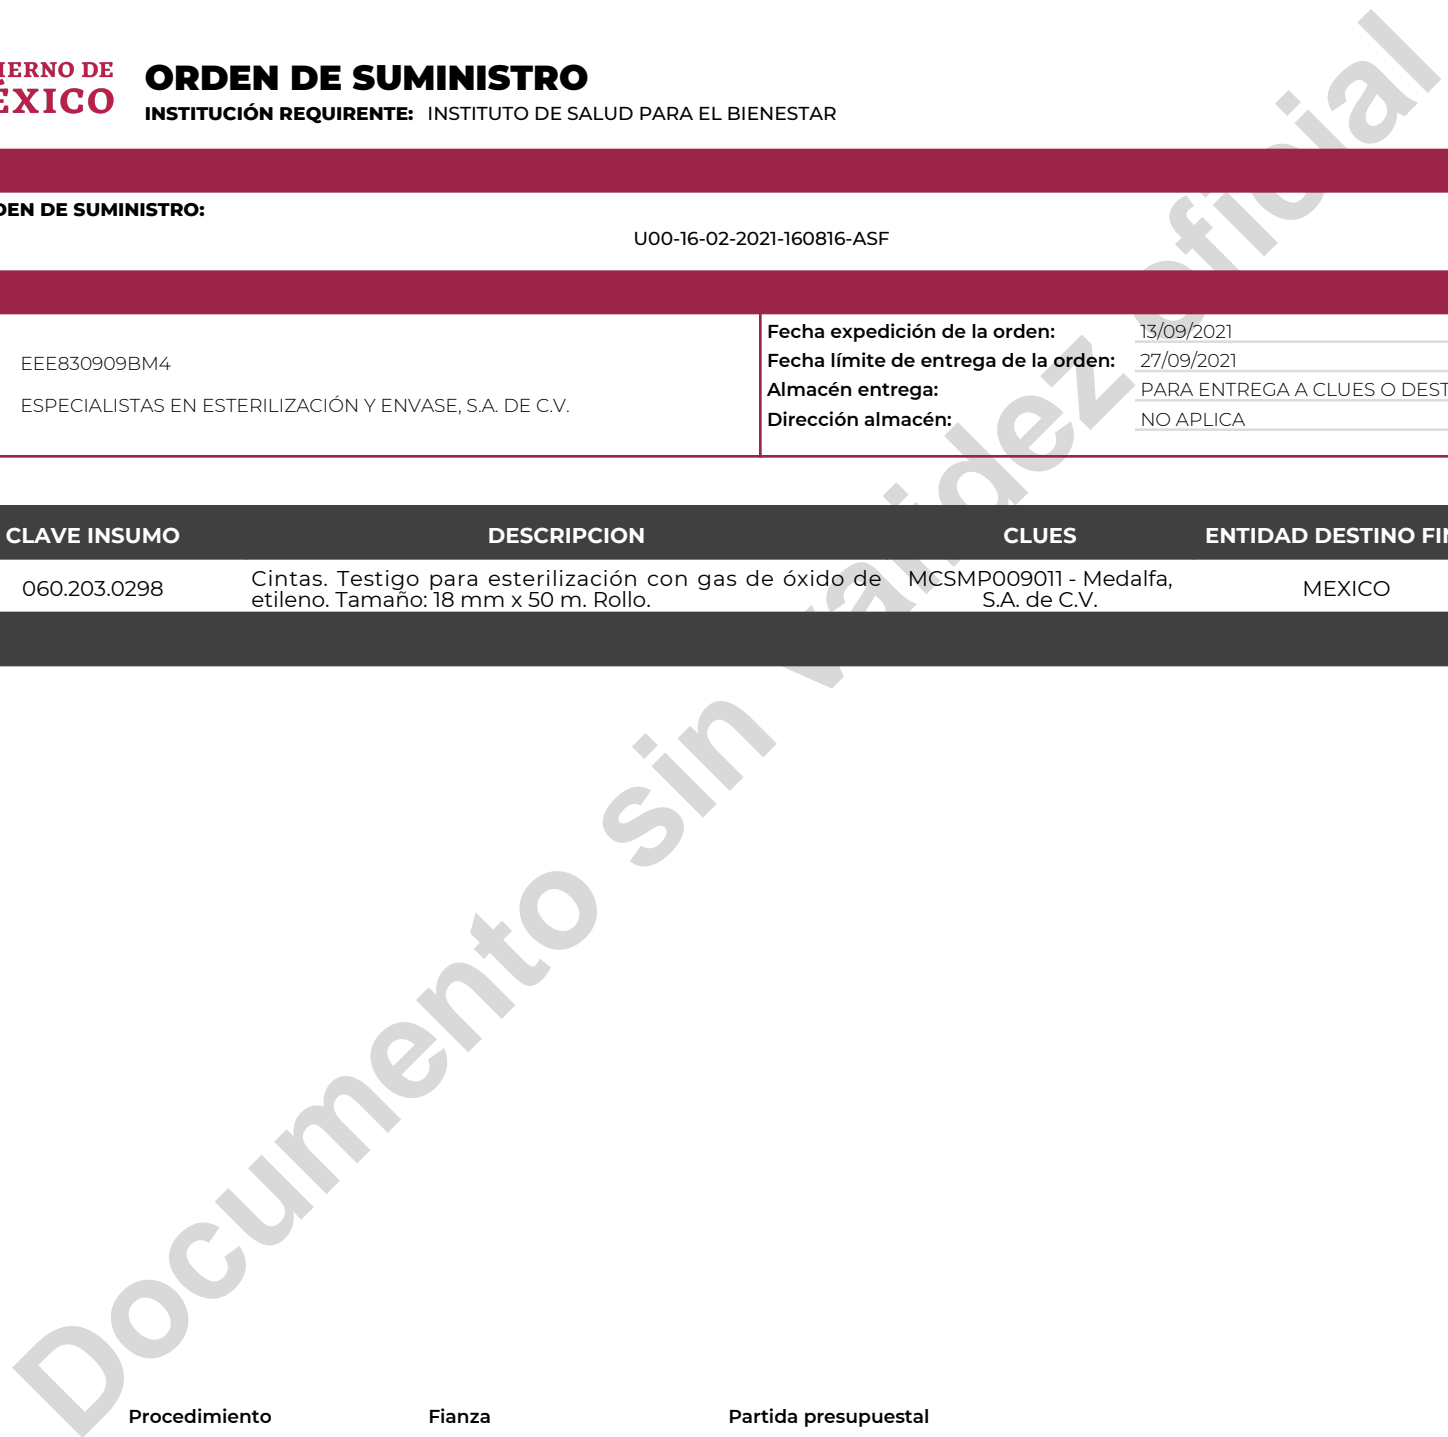 IERNO DE
ÉXICO
ORDEN DE SUMINISTRO
INSTITUCIÓN REQUIRENTE: INSTITUTO DE SALUD PARA EL BIENESTAR
DEN DE SUMINISTRO:
U00-16-02-2021-160816-ASF
EEE830909BM4
ESPECIALISTAS EN ESTERILIZACIÓN Y ENVASE, S.A. DE C.V.
Fecha expedición de la orden: 13/09/2021
Fecha límite de entrega de la orden: 27/09/2021
Almacén entrega: PARA ENTREGA A CLUES O DEST
Dirección almacén: NO APLICA
CLAVE INSUMO DESCRIPCION CLUES ENTIDAD DESTINO FIN
060.203.0298
Cintas. Testigo para esterilización con gas de óxido de
etileno. Tamaño: 18 mm x 50 m. Rollo.
MCSMP009011 - Medalfa,
S.A. de C.V.
MEXICO
Documento sin validez oficial
Procedimiento Fianza Partida presupuestal